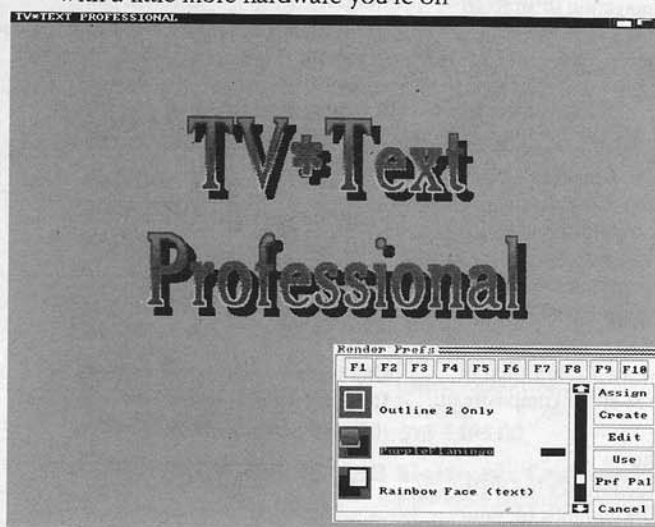 with a little more hardware you're on
TV*TEXT PROFESSIONAL
TV*Text
Professional
Render Prefs
F1 F2 F3 F4 F5 F6 F7 F8 F9 F10
Assign
Outline 2 Only
Create
Edit
PurpleFlamingo
Use
Prf Pal
Rainbow Face (text)
Cancel